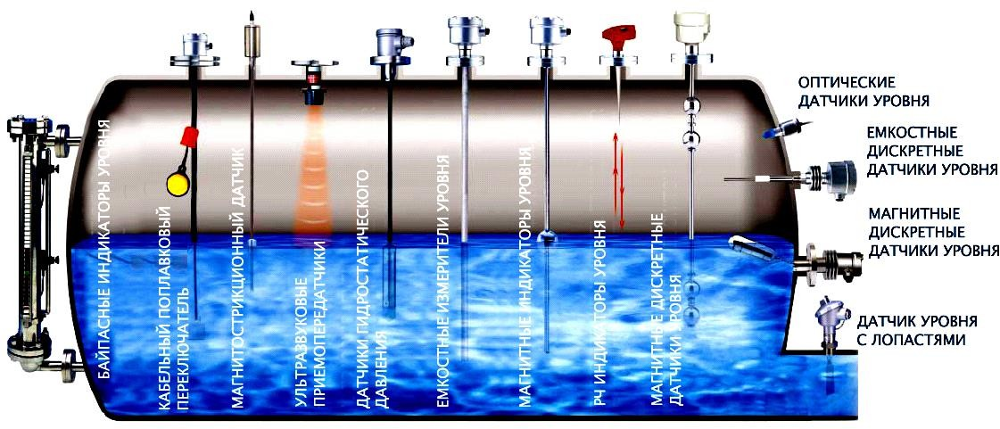 БАЙПАСНЫЕ ИНДИКАТОРЫ УРОВНЯ
КАБЕЛЬНЫЙ ПОПЛАВКОВЫЙ
ПЕРЕКЛЮЧАТЕЛЬ
МАГНИТОСТРИКЦИОННЫЙ ДАТЧИК
УЛЬТРАЗВУКОВЫЕ
ПРИЕМОПЕРЕДАТЧИКИ
ДАТЧИКИ ГИДРОСТАТИЧЕСКОГО
ДАВЛЕНИЯ
ЕМКОСТНЫЕ ИЗМЕРИТЕЛИ УРОВНЯ
МАГНИТНЫЕ ИНДИКАТОРЫ УРОВНЯ
РЧ ИНДИКАТОРЫ УРОВНЯ
МАГНИТНЫЕ ДИСКРЕТНЫЕ
ДАТЧИКИ УРОВНЯ
ОПТИЧЕСКИЕ
ДАТЧИКИ УРОВНЯ
ЕМКОСТНЫЕ
ДИСКРЕТНЫЕ
ДАТЧИКИ УРОВНЯ
МАГНИТНЫЕ
ДИСКРЕТНЫЕ
ДАТЧИКИ УРОВНЯ
ДАТЧИК УРОВНЯ
С ЛОПАСТЯМИ